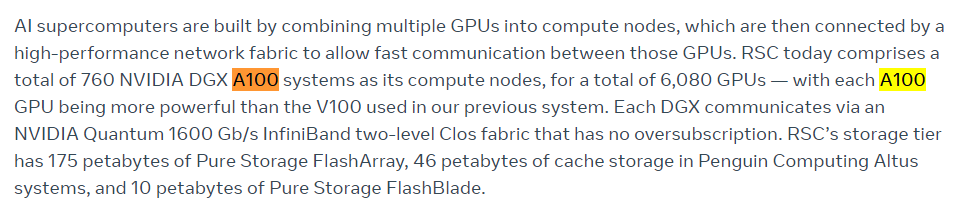 AI supercomputers are built by combining multiple GPUs into compute nodes, which are then connected by a
high-performance network fabric to allow fast communication between those GPUs. RSC today comprises a
total of 760 NVIDIA DGX A100 systems as its compute nodes, for a total of 6,080 GPUs — with each A100
GPU being more powerful than the V100 used in our previous system. Each DGX communicates via an
NVIDIA Quantum 1600 Gb/s InfiniBand two-level Clos fabric that has no oversubscription. RSC’s storage tier
has 175 petabytes of Pure Storage FlashArray, 46 petabytes of cache storage in Penguin Computing Altus
systems, and 10 petabytes of Pure Storage FlashBlade.